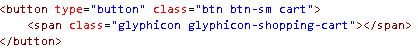 <button type="button" class="btn btn-sm cart">
    <span class="glyphicon glyphicon-shopping-cart"></span>
</button>